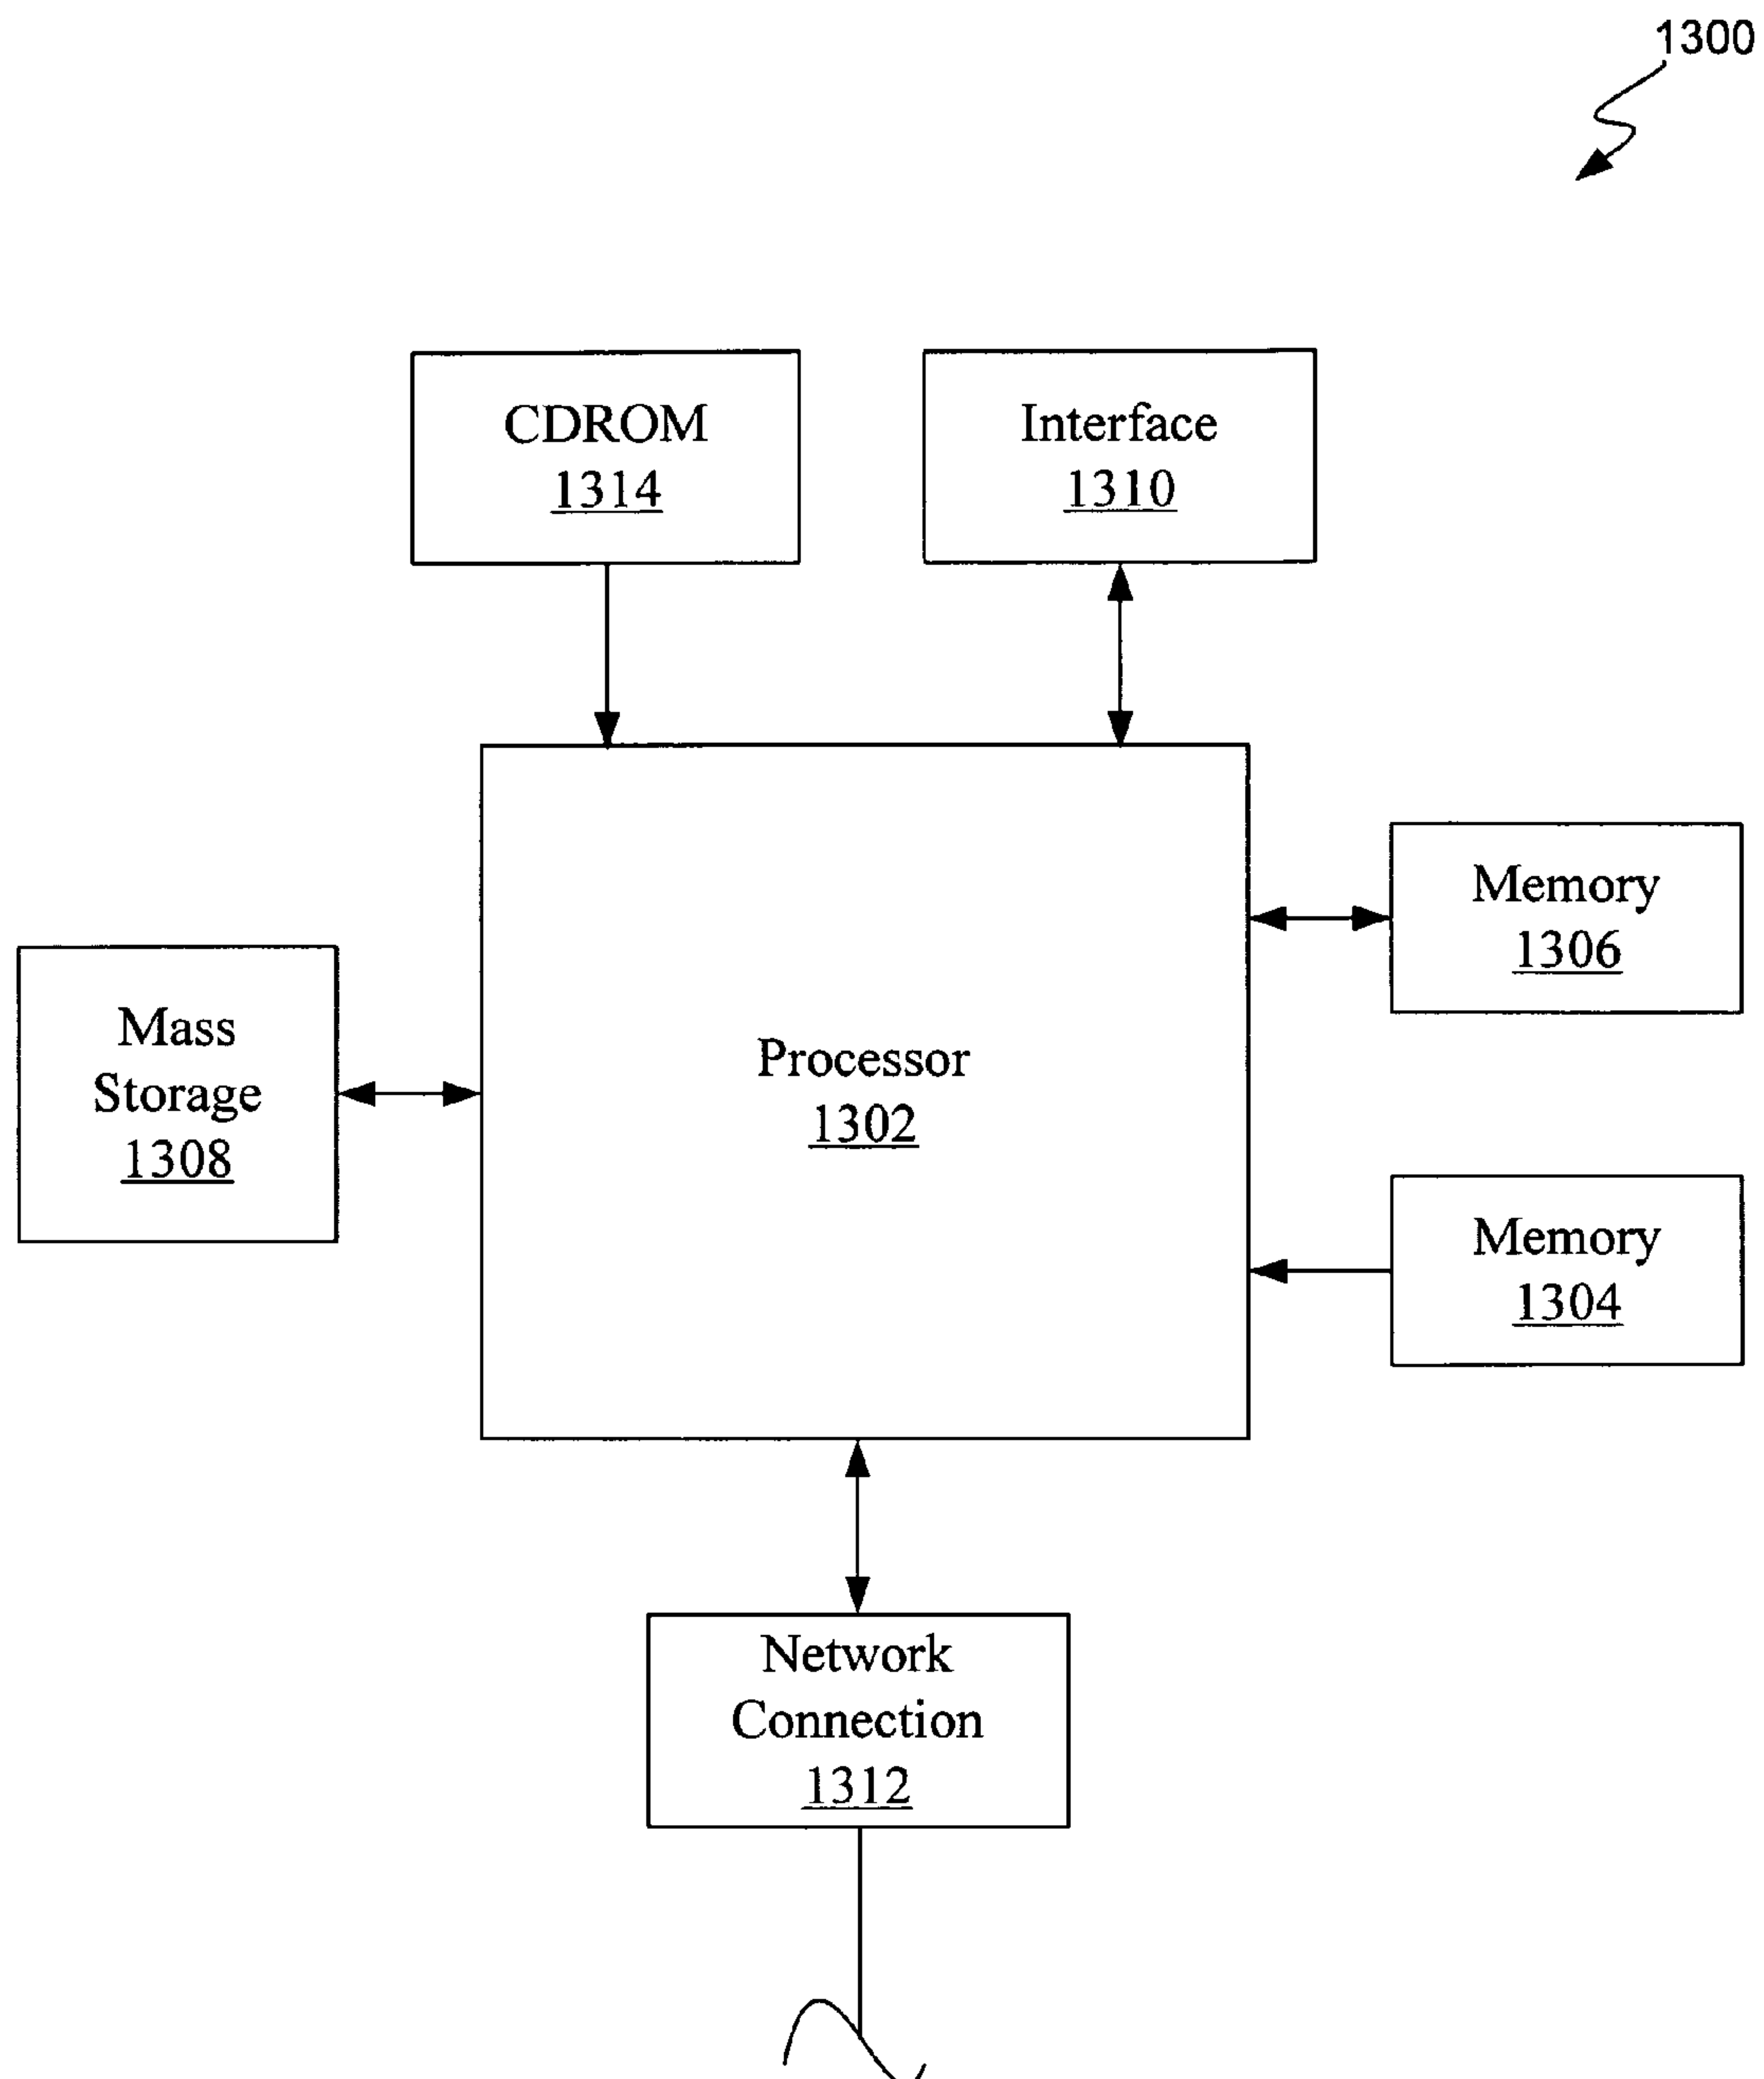 1300
CDROM
1314
Interface
1310
Memory
1306
Mass
Storage
1308
Processor
1302
Memory
1304
Network
Connection
1312